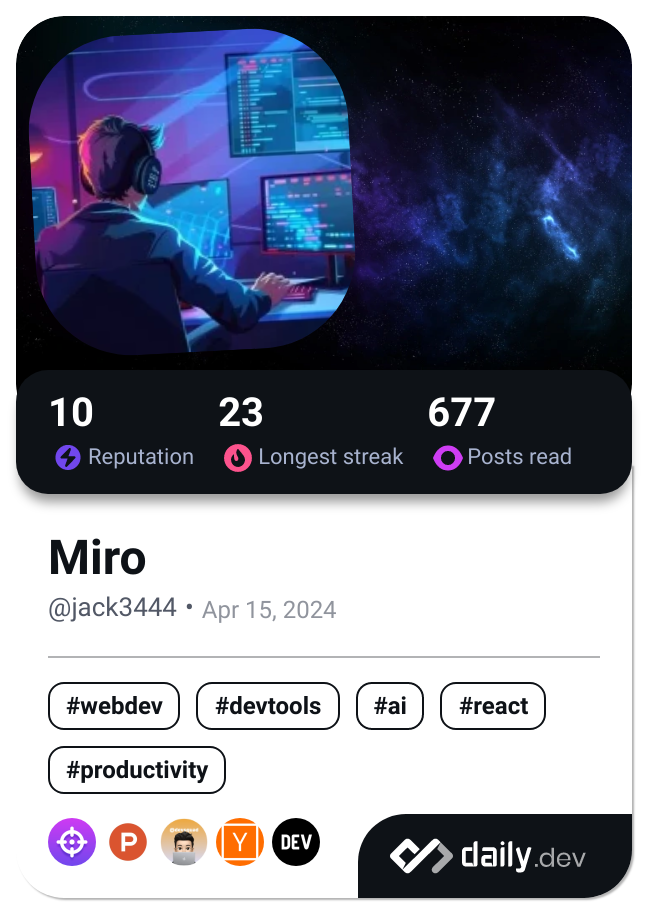 10 23 677
Reputation Longest streak Posts read
Miro
@jack3444 • Apr 15, 2024
#webdev #devtools #ai #react
#productivity
P Y DEV
daily.dev